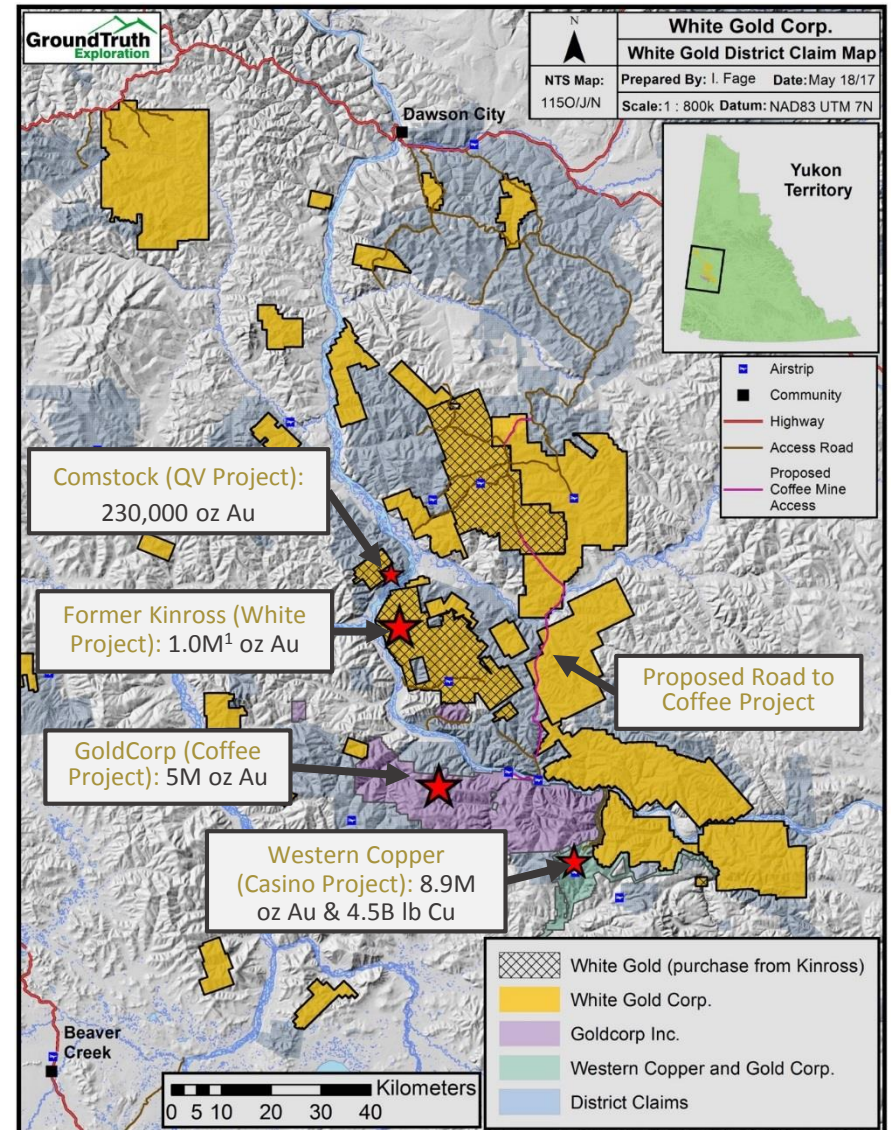 GroundTruth
Exploration
N
White Gold Corp.
White Gold District Claim Map
NTS Map:
115O/J/N
Prepared By: I. Fage Date: May 18/17
Scale: 1 : 800k Datum: NAD83 UTM 7N
Dawson City
Yukon
Territory
Airstrip
Community
Highway
Access Road
Proposed
Coffee Mine
Access
Comstock (QV Project):
230,000 oz Au
Former Kinross (White
Project): 1.0M¹ oz Au
Proposed Road to
Coffee Project
GoldCorp (Coffee
Project): 5M oz Au
Western Copper
(Casino Project): 8.9M
oz Au & 4.5B lb Cu
Beaver
Creek
White Gold (purchase from Kinross)
White Gold Corp.
Goldcorp Inc.
Western Copper and Gold Corp.
District Claims
Kilometers
0 5 10 20 30 40